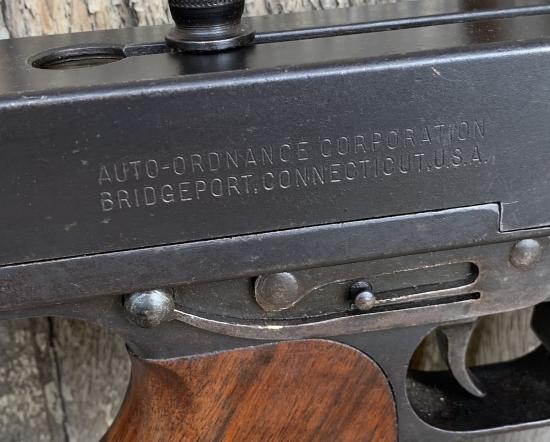 AUTO-ORDNANCE CORPORATION
BRIDGEPORT, CONNECTICUT, U.S.A.